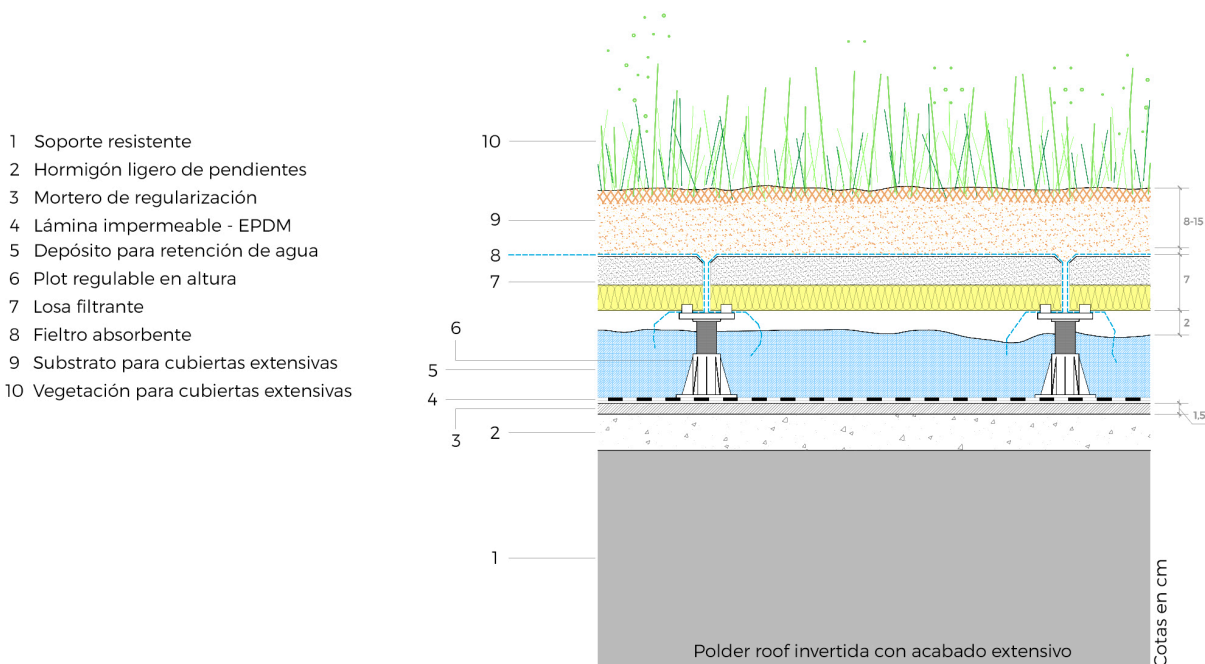 1 Soporte resistente
2 Hormigón ligero de pendientes
3 Mortero de regularización
4 Lámina impermeable - EPDM
5 Depósito para retención de agua
6 Plot regulable en altura
7 Losa filtrante
8 Fieltro absorbente
9 Substrato para cubiertas extensivas
10 Vegetación para cubiertas extensivas
10
9
8
7
6
5
4
3
2
1
8-15
7
2
1,5
Cotas en cm
Polder roof invertida con acabado extensivo